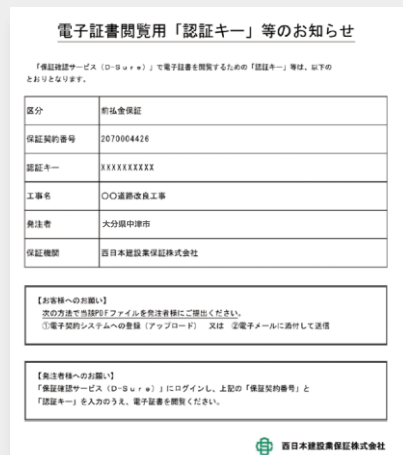 電子証書閲覧用「認証キー」等のお知らせ
「保証確認サービス（D-Sure）」で電子証書を閲覧するための「認証キー」等は、以下の
とおりとなります。
区分 前払金保証
保証契約番号 2070004426
認証キー XXXXXXXXXX
工事名 〇〇道路改良工事
発注者 大分県中津市
保証機関 西日本建設業保証株式会社
【お客様へのお願い】
次の方法で当該PDFファイルを発注者様にご提出ください。
①電子契約システムへの登録（アップロード） 又は ②電子メールに添付して送信
【発注者様へのお願い】
「保証確認サービス（D-Sure）」にログインし、上記の「保証契約番号」と
「認証キー」を入力のうえ、電子証書を閲覧ください。
西日本建設業保証株式会社